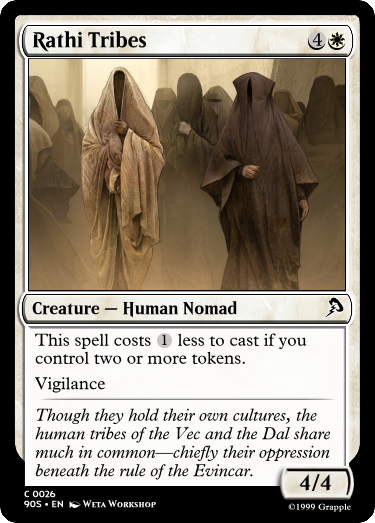 Rathi Tribes 4
This spell costs 1 less to cast if you
control two or more tokens.
Creature — Human Nomad
Vigilance
Though they hold their own cultures, the
human tribes of the Vec and the Dal share
much in common—chiefly their oppression
beneath the rule of the Evincar.
4/4
C 0026
90S • EN Weta Workshop
©1999 Grapple